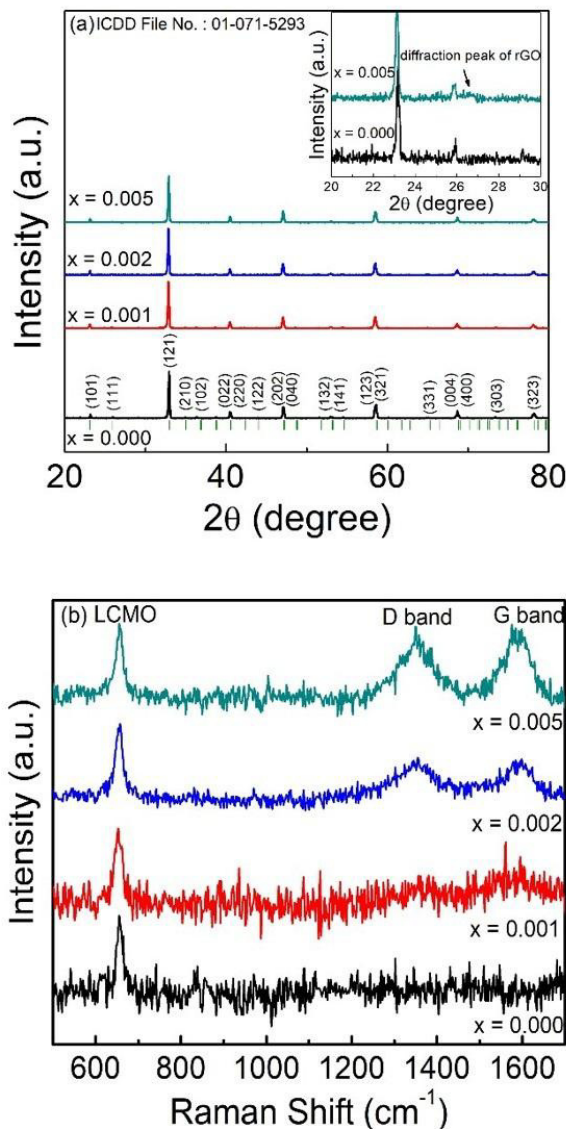 (a) ICDD File No. : 01-071-5293
diffraction peak of rGO
x = 0.005
x = 0.000
Intensity (a.u.)
20 22 24 26 28 30
2θ (degree)
x = 0.005
x = 0.002
x = 0.001
(101) (111) (121) (210) (102) (022) (220) (122) (202) (040) (132) (141) (123) (321) (331) (004) (400) (303) (323)
x = 0.000
Intensity (a.u.)
20 40 60 80
2θ (degree)
(b) LCMO D band G band
x = 0.005
x = 0.002
x = 0.001
x = 0.000
Intensity (a.u.)
600 800 1000 1200 1400 1600
Raman Shift (cm⁻¹)